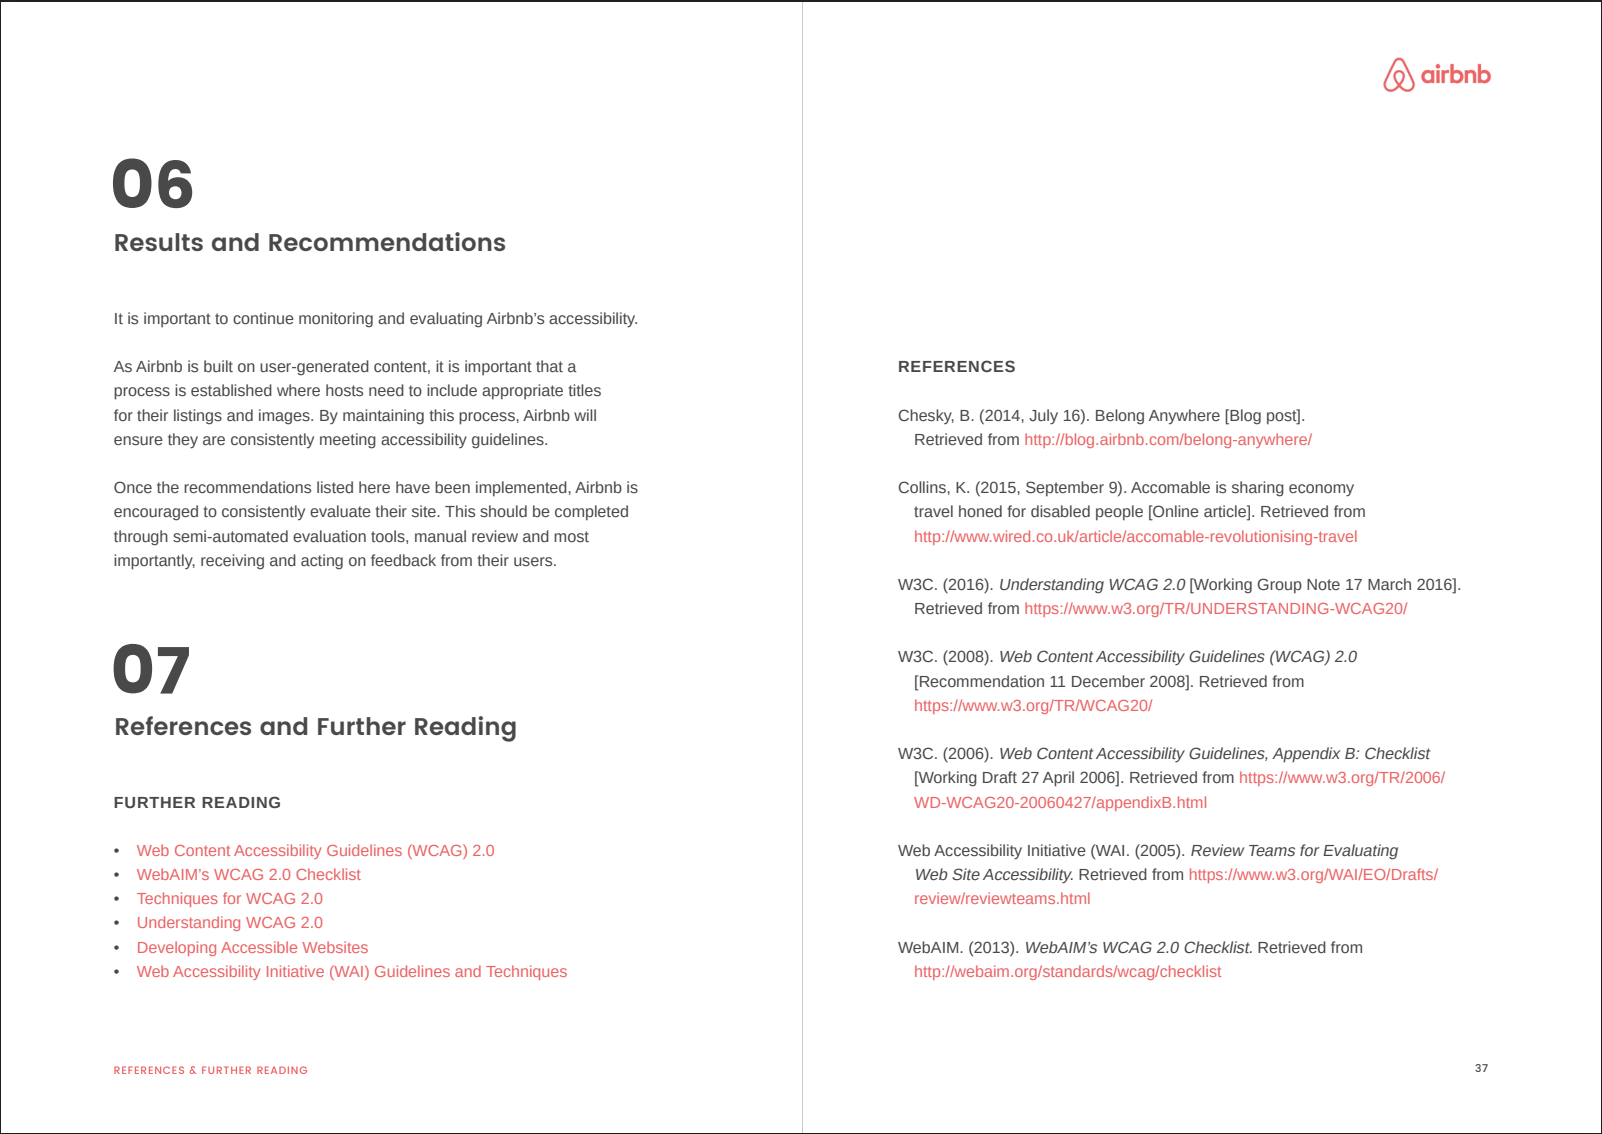 06
Results and Recommendations
It is important to continue monitoring and evaluating Airbnb’s accessibility.
As Airbnb is built on user-generated content, it is important that a
process is established where hosts need to include appropriate titles
for their listings and images. By maintaining this process, Airbnb will
ensure they are consistently meeting accessibility guidelines.
Once the recommendations listed here have been implemented, Airbnb is
encouraged to consistently evaluate their site. This should be completed
through semi-automated evaluation tools, manual review and most
importantly, receiving and acting on feedback from their users.
07
References and Further Reading
FURTHER READING
• Web Content Accessibility Guidelines (WCAG) 2.0
• WebAIM’s WCAG 2.0 Checklist
• Techniques for WCAG 2.0
• Understanding WCAG 2.0
• Developing Accessible Websites
• Web Accessibility Initiative (WAI) Guidelines and Techniques
REFERENCES & FURTHER READING
airbnb
REFERENCES
Chesky, B. (2014, July 16). Belong Anywhere [Blog post].
Retrieved from http://blog.airbnb.com/belong-anywhere/
Collins, K. (2015, September 9). Accomable is sharing economy
travel honed for disabled people [Online article]. Retrieved from
http://www.wired.co.uk/article/accomable-revolutionising-travel
W3C. (2016). Understanding WCAG 2.0 [Working Group Note 17 March 2016].
Retrieved from https://www.w3.org/TR/UNDERSTANDING-WCAG20/
W3C. (2008). Web Content Accessibility Guidelines (WCAG) 2.0
[Recommendation 11 December 2008]. Retrieved from
https://www.w3.org/TR/WCAG20/
W3C. (2006). Web Content Accessibility Guidelines, Appendix B: Checklist
[Working Draft 27 April 2006]. Retrieved from https://www.w3.org/TR/2006/
WD-WCAG20-20060427/appendixB.html
Web Accessibility Initiative (WAI. (2005). Review Teams for Evaluating
Web Site Accessibility. Retrieved from https://www.w3.org/WAI/EO/Drafts/
review/reviewteams.html
WebAIM. (2013). WebAIM’s WCAG 2.0 Checklist. Retrieved from
http://webaim.org/standards/wcag/checklist
37